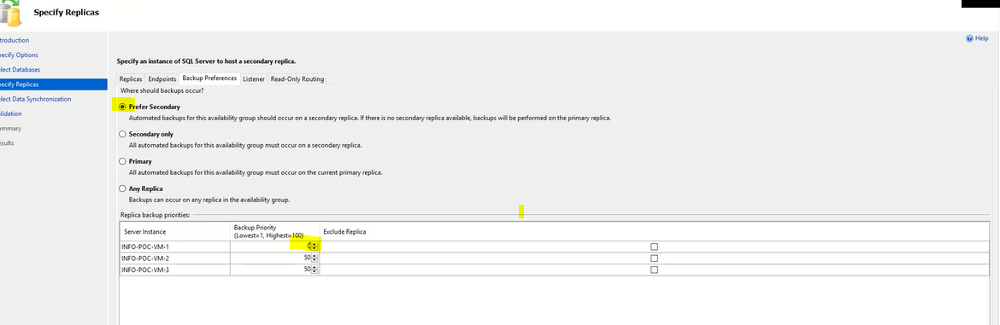 Specify Replicas
Help
troduction
pecify Options
elect Databases
pecify Replicas
elect Data Synchronization
alidation
ummary
esults
Specify an instance of SQL Server to host a secondary replica.
Replicas Endpoints Backup Preferences Listener Read-Only Routing
Where should backups occur?
Prefer Secondary
Automated backups for this availability group should occur on a secondary replica. If there is no secondary replica available, backups will be performed on the primary replica.
Secondary only
All automated backups for this availability group must occur on a secondary replica.
Primary
All automated backups for this availability group must occur on the current primary replica.
Any Replica
Backups can occur on any replica in the availability group.
Replica backup priorities:
Server Instance Backup Priority (Lowest=1, Highest=100) Exclude Replica
INFO-POC-VM-1
INFO-POC-VM-2 50
INFO-POC-VM-3 50